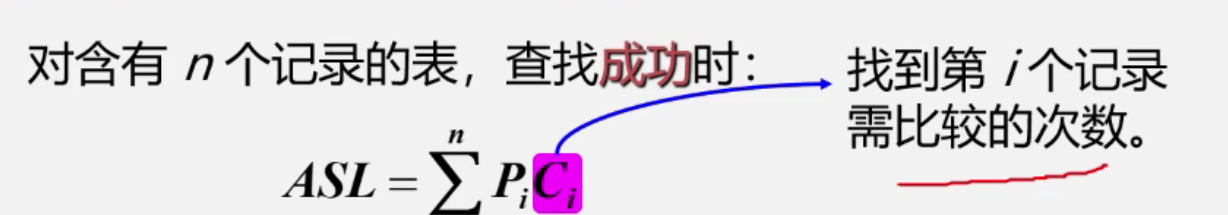 对含有 n 个记录的表，查找成功时：
找到第 i 个记录
需比较的次数。
n
ASL = ∑ PᵢCᵢ